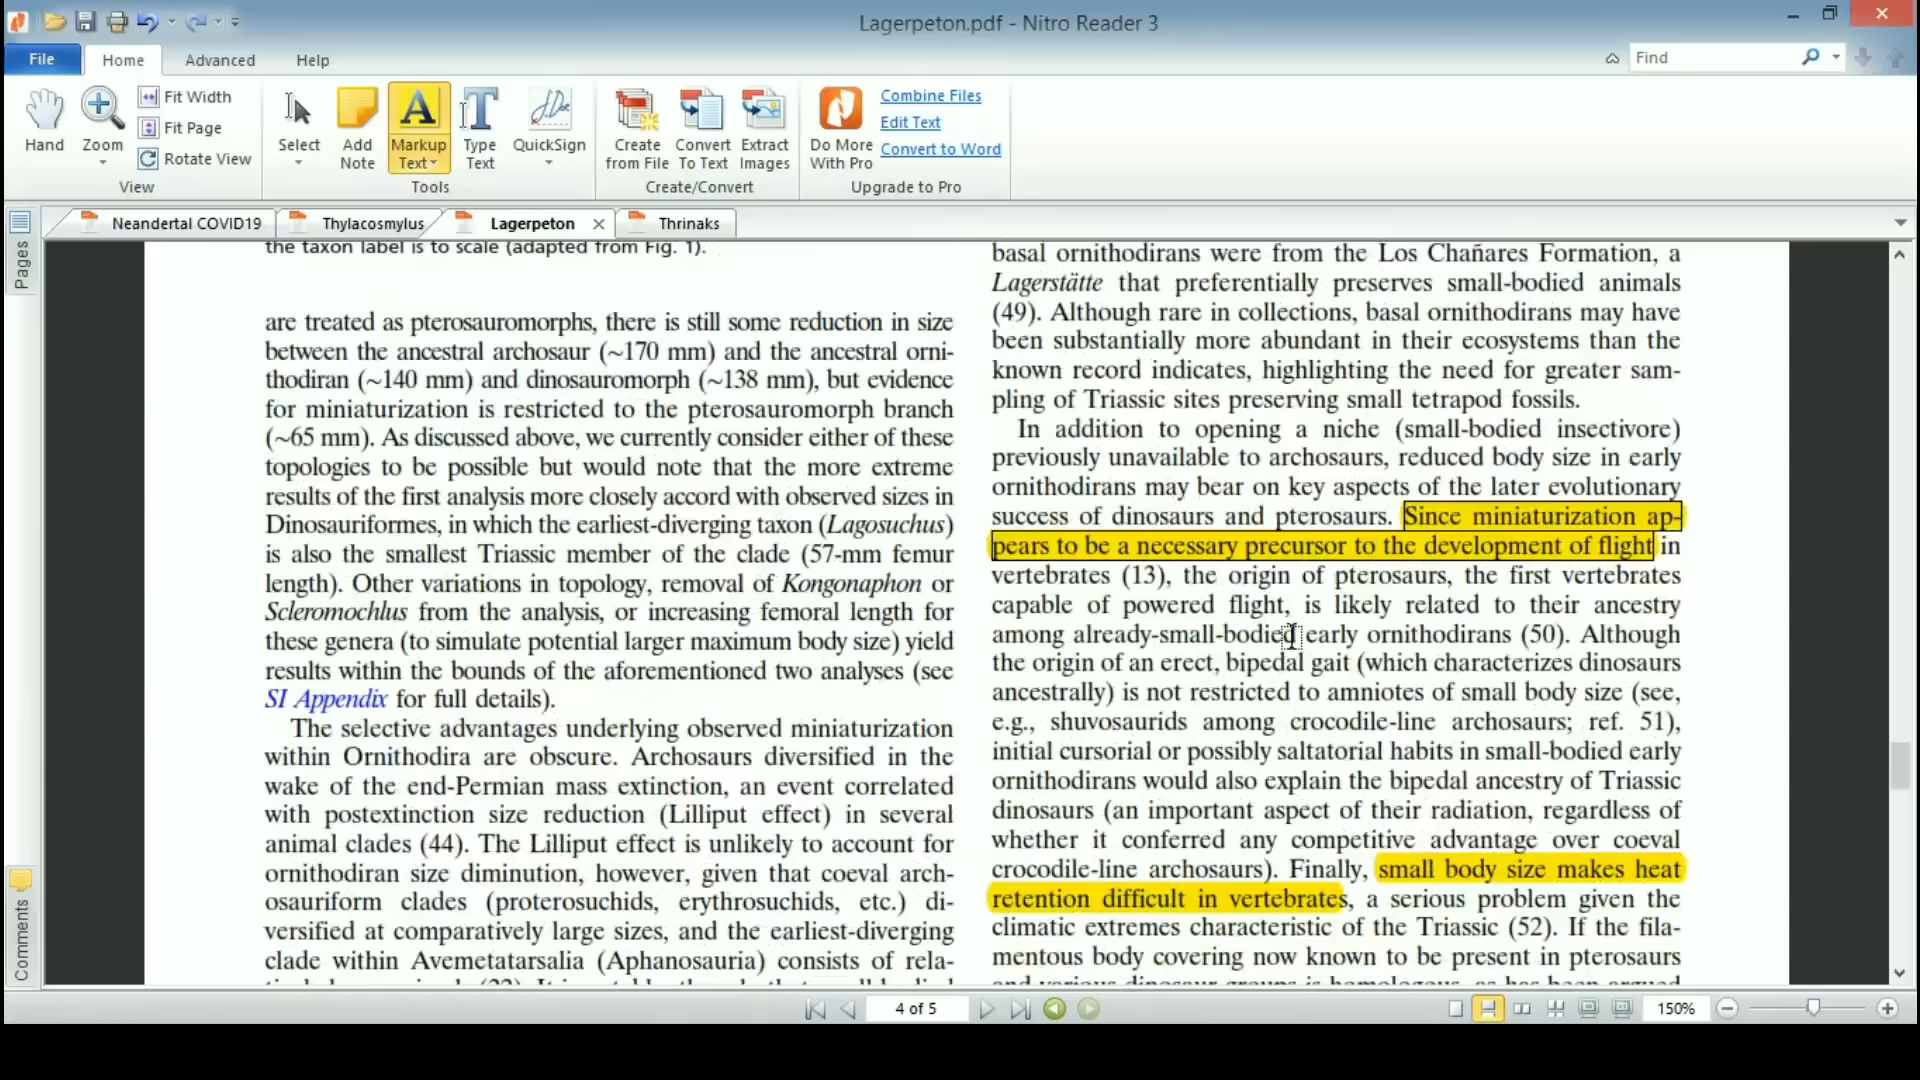 Lagerpeton.pdf - Nitro Reader 3
File
Home
Advanced
Help
Find
Hand
Zoom
Fit Width
Fit Page
Rotate View
View
Select
Add
Note
Markup
Text
Type
Text
QuickSign
Tools
Create
from File
Convert
To Text
Extract
Images
Create/Convert
Do More
With Pro
Combine Files
Edit Text
Convert to Word
Upgrade to Pro
Neandertal COVID19
Thylacosmylus
Lagerpeton
Thrinaks
Pages
Comments
the taxon label is to scale (adapted from Fig. 1).
are treated as pterosauromorphs, there is still some reduction in size
between the ancestral archosaur (~170 mm) and the ancestral orni-
thodiran (~140 mm) and dinosauromorph (~138 mm), but evidence
for miniaturization is restricted to the pterosauromorph branch
(~65 mm). As discussed above, we currently consider either of these
topologies to be possible but would note that the more extreme
results of the first analysis more closely accord with observed sizes in
Dinosauriformes, in which the earliest-diverging taxon (Lagosuchus)
is also the smallest Triassic member of the clade (57-mm femur
length). Other variations in topology, removal of Kongonaphon or
Scleromochlus from the analysis, or increasing femoral length for
these genera (to simulate potential larger maximum body size) yield
results within the bounds of the aforementioned two analyses (see
SI Appendix for full details).
The selective advantages underlying observed miniaturization
within Ornithodira are obscure. Archosaurs diversified in the
wake of the end-Permian mass extinction, an event correlated
with postextinction size reduction (Lilliput effect) in several
animal clades (44). The Lilliput effect is unlikely to account for
ornithodiran size diminution, however, given that coeval arch-
osauriform clades (proterosuchids, erythrosuchids, etc.) di-
versified at comparatively large sizes, and the earliest-diverging
clade within Avemetatarsalia (Aphanosauria) consists of rela-
basal ornithodirans were from the Los Chañares Formation, a
Lagerstätte that preferentially preserves small-bodied animals
(49). Although rare in collections, basal ornithodirans may have
been substantially more abundant in their ecosystems than the
known record indicates, highlighting the need for greater sam-
pling of Triassic sites preserving small tetrapod fossils.
In addition to opening a niche (small-bodied insectivore)
previously unavailable to archosaurs, reduced body size in early
ornithodirans may bear on key aspects of the later evolutionary
success of dinosaurs and pterosaurs. Since miniaturization ap-
pears to be a necessary precursor to the development of flight in
vertebrates (13), the origin of pterosaurs, the first vertebrates
capable of powered flight, is likely related to their ancestry
among already-small-bodied early ornithodirans (50). Although
the origin of an erect, bipedal gait (which characterizes dinosaurs
ancestrally) is not restricted to amniotes of small body size (see,
e.g., shuvosaurids among crocodile-line archosaurs; ref. 51),
initial cursorial or possibly saltatorial habits in small-bodied early
ornithodirans would also explain the bipedal ancestry of Triassic
dinosaurs (an important aspect of their radiation, regardless of
whether it conferred any competitive advantage over coeval
crocodile-line archosaurs). Finally, small body size makes heat
retention difficult in vertebrates, a serious problem given the
climatic extremes characteristic of the Triassic (52). If the fila-
mentous body covering now known to be present in pterosaurs
4 of 5
150%